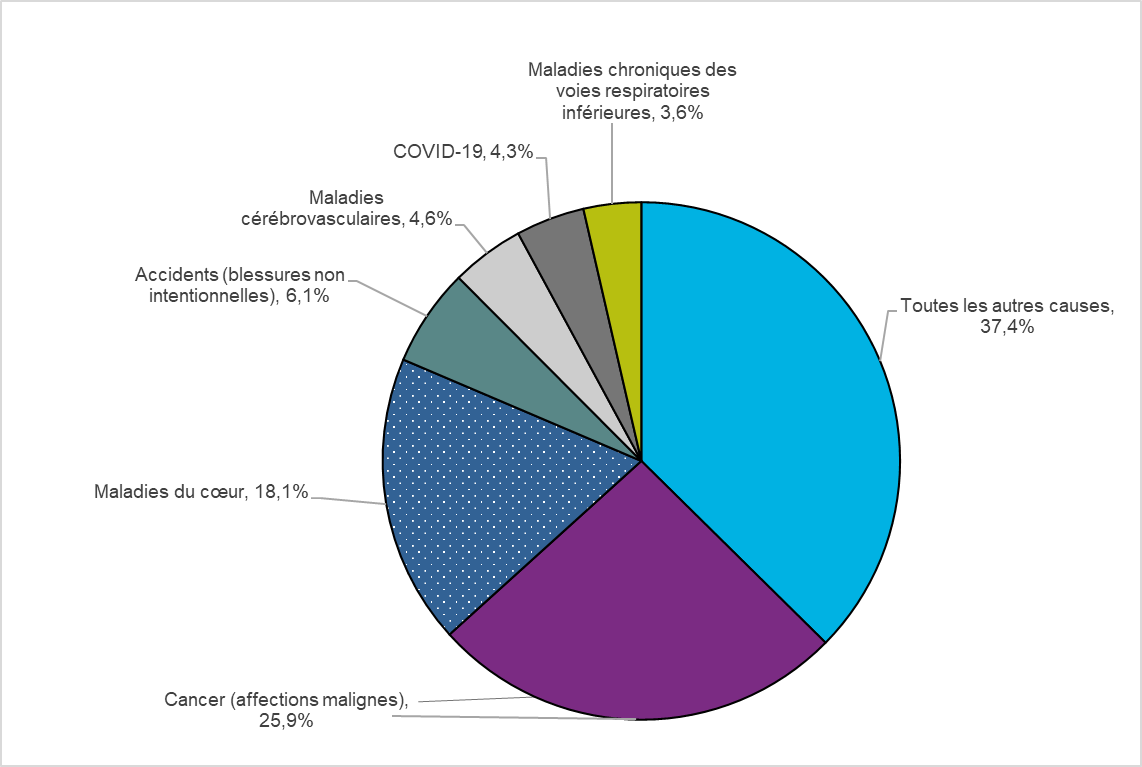 Maladies chroniques des
voies respiratoires
inférieures, 3,6%
COVID-19, 4,3%
Maladies
cérébrovasculaires, 4,6%
Accidents (blessures non
intentionnelles), 6,1%
Toutes les autres causes,
37,4%
Maladies du cœur, 18,1%
Cancer (affections malignes),
25,9%